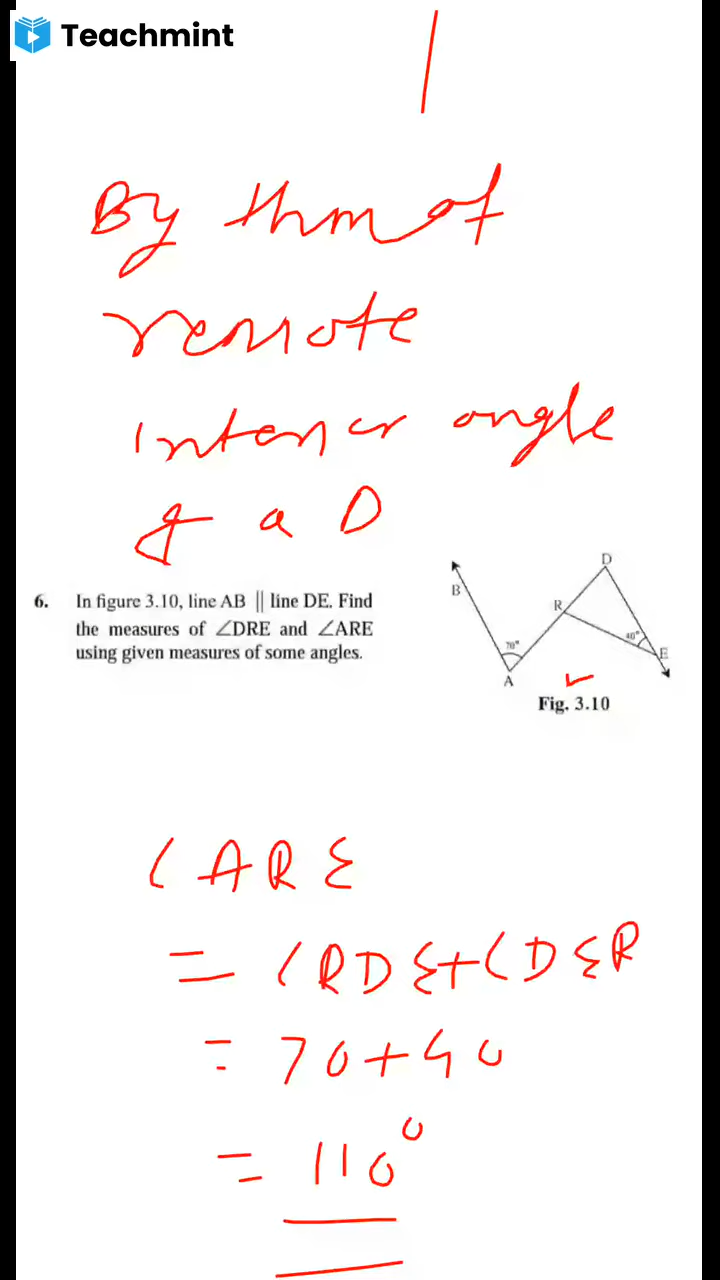 Teachmint
By thm of
remote
interior angle
of a D
6. In figure 3.10, line AB || line DE. Find
the measures of ∠DRE and ∠ARE
using given measures of some angles.
D
B
R
70°
40°
E
A
Fig. 3.10
∠ARE
= ∠RDE+∠DER
= 70+40
= 110°